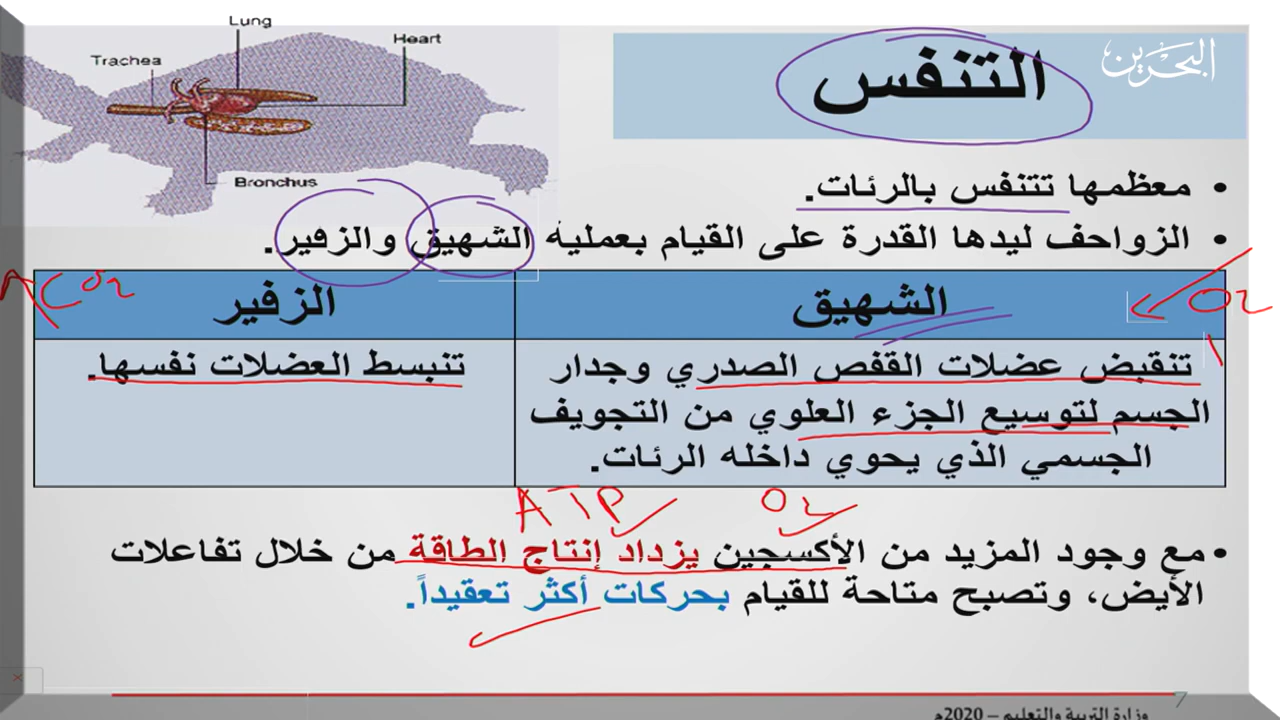 Lung
Heart
Trachea
Bronchus
البحرين
التنفس
• معظمها تتنفس بالرئات.
• الزواحف ليدها القدرة على القيام بعمليه الشهيق والزفير.
الشهيق
O2
الزفير
CO2
تنقبض عضلات القفص الصدري وجدار
الجسم لتوسيع الجزء العلوي من التجويف
الجسمي الذي يحوي داخله الرئات.
تنبسط العضلات نفسها.
ATP
O2
• مع وجود المزيد من الأكسجين يزداد إنتاج الطاقة من خلال تفاعلات
الأيض، وتصبح متاحة للقيام بحركات أكثر تعقيداً.
7
وزارة التربية والتعليم – 2020م